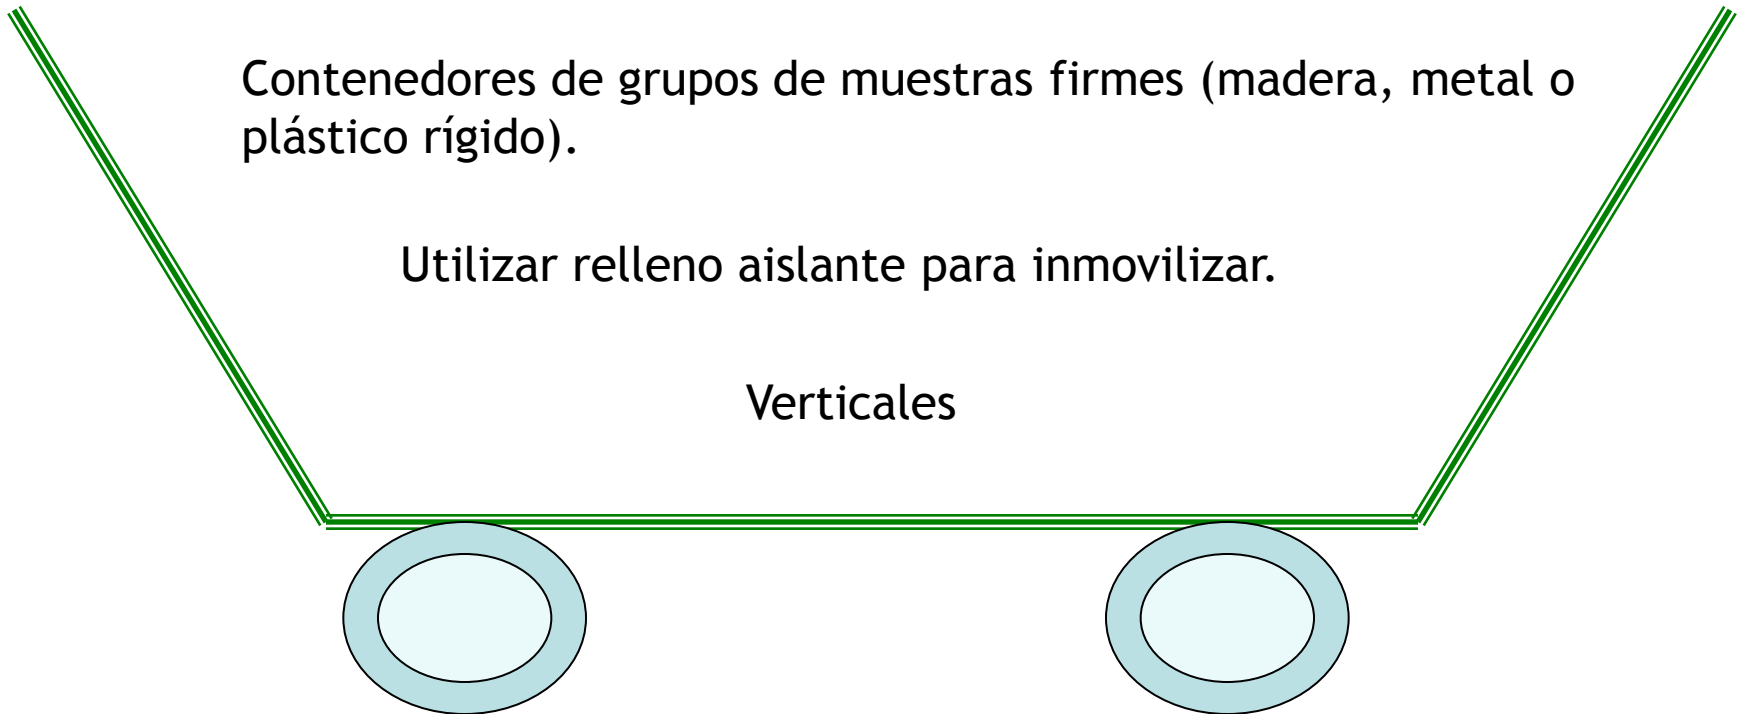 Contenedores de grupos de muestras firmes (madera, metal o
plástico rígido).
Utilizar relleno aislante para inmovilizar.
Verticales